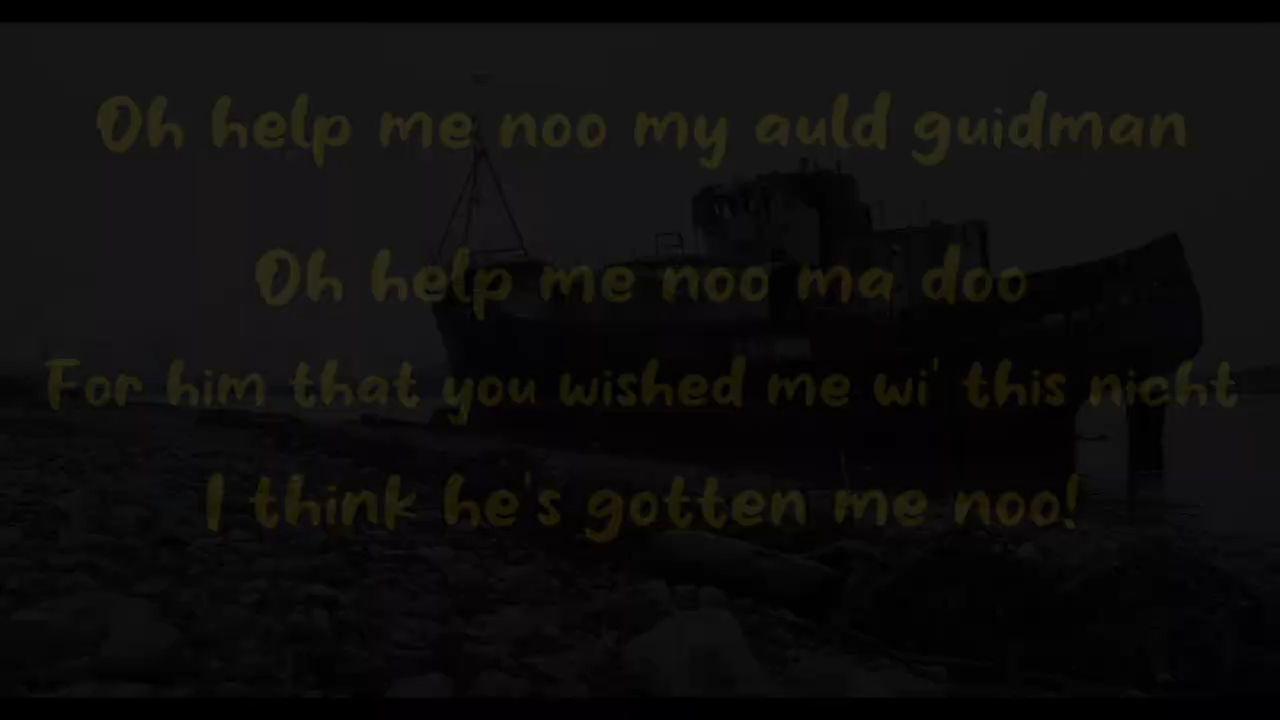 Oh help me noo my auld guidman
Oh help me noo ma doo
For him that you wished me wi' this nicht
I think he's gotten me noo!